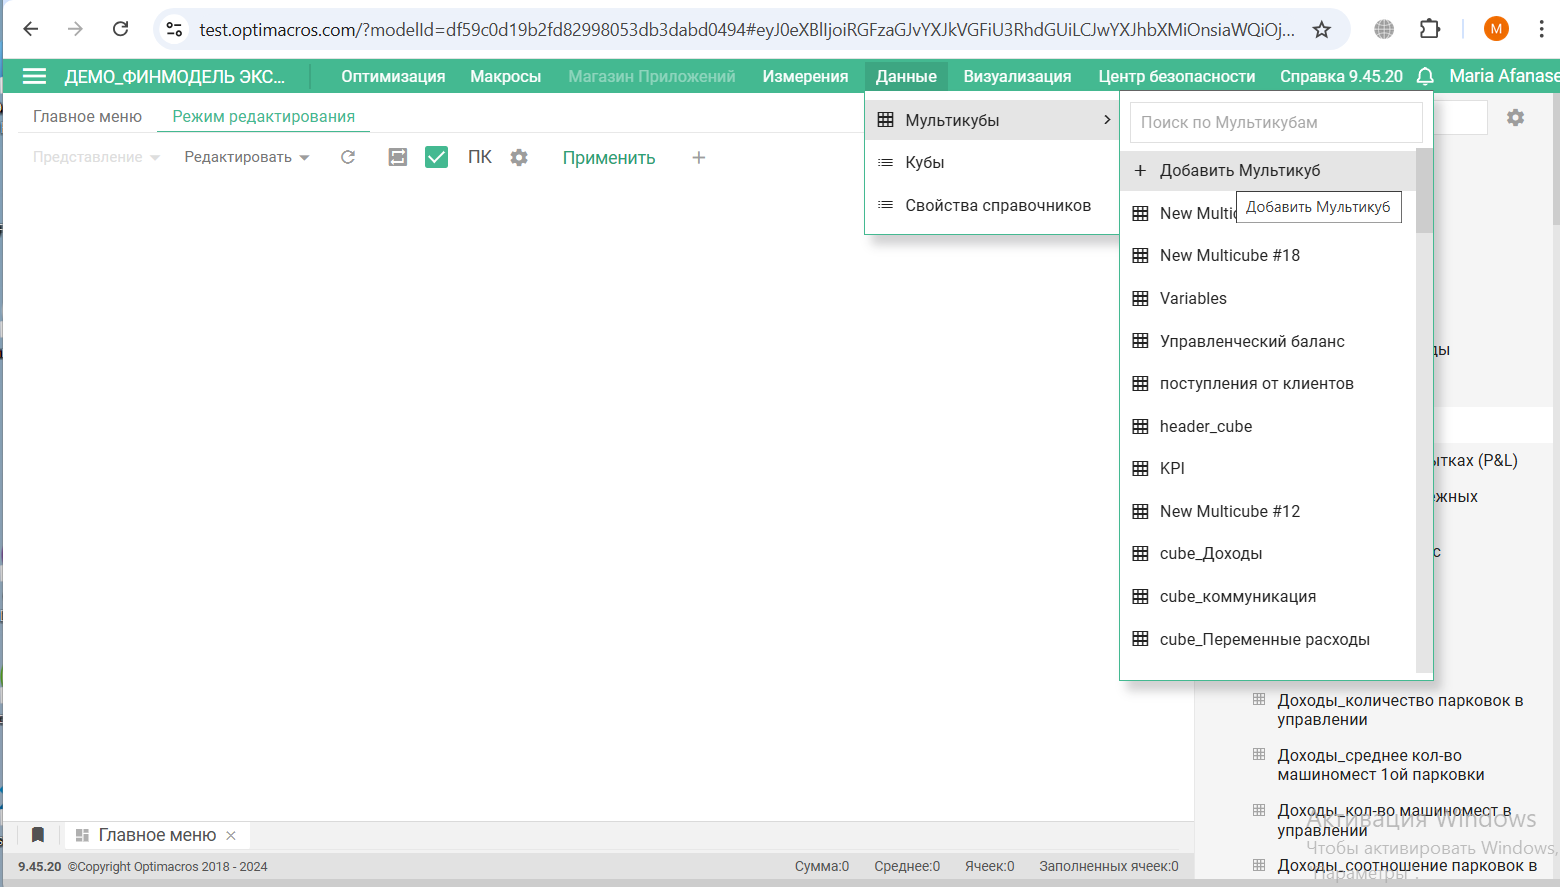 test.optimacros.com/?modelId=df59c0d19b2fd82998053db3dabd0494#eyJ0eXBlIjoiRGFzaGJvYXJkVGFiU3RhdGUiLCJwYXJhbXMiOnsiaWQiOj...
M
ДЕМО_ФИНМОДЕЛЬ ЭКС...
Оптимизация
Макросы
Магазин Приложений
Измерения
Данные
Визуализация
Центр безопасности
Справка 9.45.20
Maria Afanase
Главное меню
Режим редактирования
Представление
Редактировать
ПК
Применить
Мультикубы
Кубы
Свойства справочников
Поиск по Мультикубам
Добавить Мультикуб
New Multic
Добавить Мультикуб
New Multicube #18
Variables
Управленческий баланс
поступления от клиентов
header_cube
KPI
New Multicube #12
cube_Доходы
cube_коммуникация
cube_Переменные расходы
ды
ытках (P&L)
ежных
с
Доходы_количество парковок в
управлении
Доходы_среднее кол-во
машиномест 1ой парковки
Доходы_кол-во машиномест в
управлении
Доходы_соотношение парковок в
Активация Windows
Чтобы активировать Windows,
"Параметры".
Главное меню
9.45.20 ©Copyright Optimacros 2018 - 2024
Сумма:0
Среднее:0
Ячеек:0
Заполненных ячеек:0